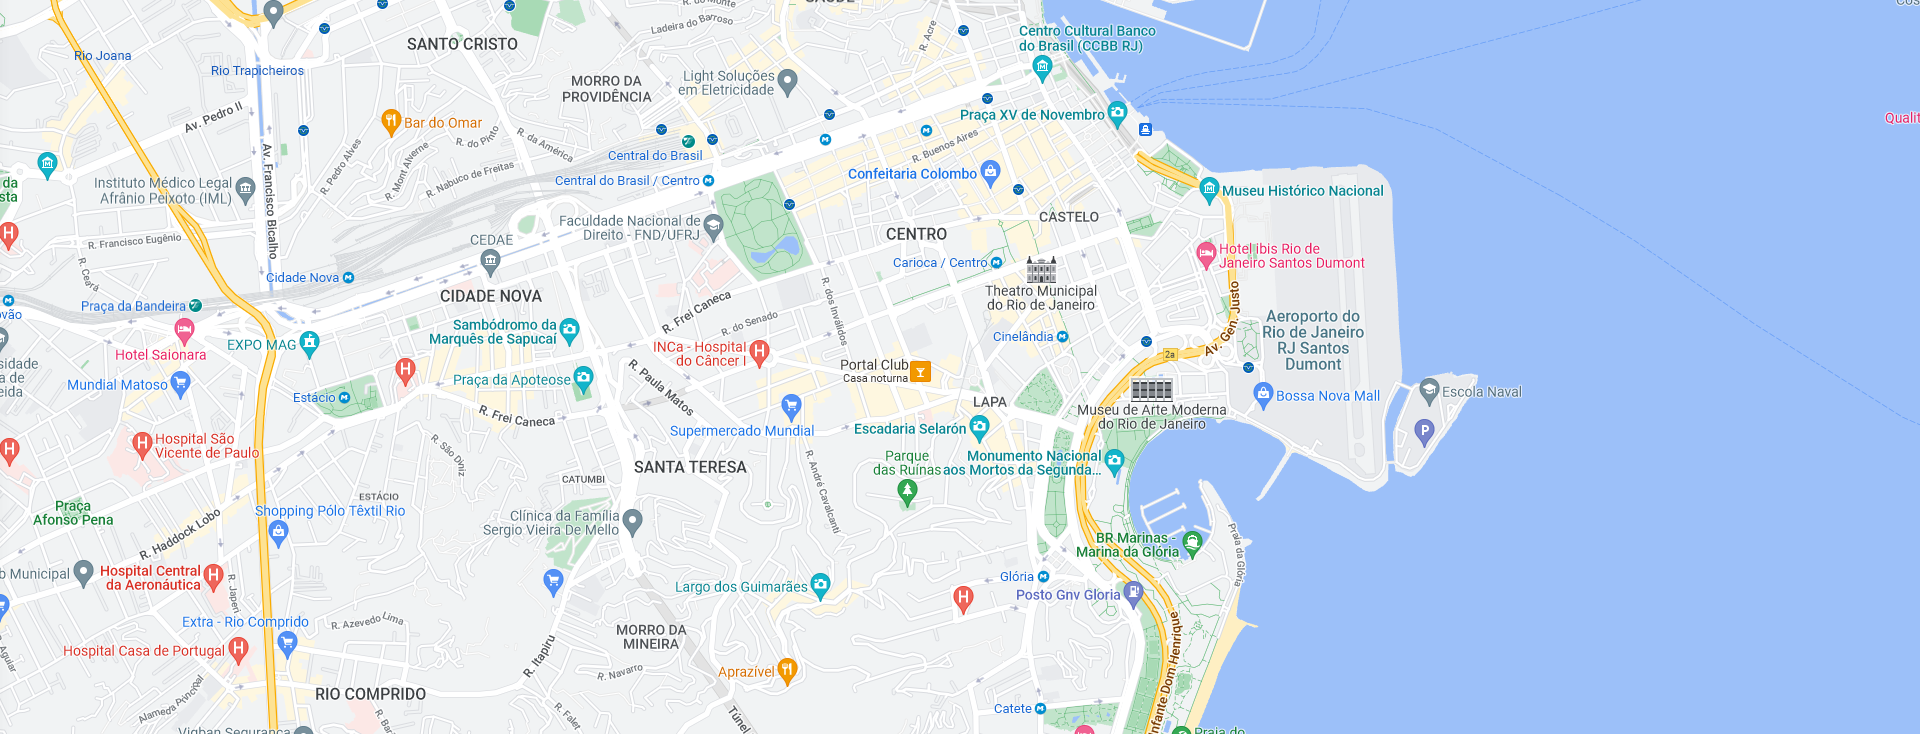 SAÚDE
R. do Monte
Ladeira do Barroso
R. Acre
Centro Cultural Banco
do Brasil (CCBB RJ)
SANTO CRISTO
Rio Joana
Rio Trapicheiros
MORRO DA
PROVIDÊNCIA
Light Soluções
em Eletricidade
Av. Pedro II
Bar do Omar
R. do Pinto
R. da América
Praça XV de Novembro
Qualit
Av. Francisco Bicalho
R. Pedro Alves
R. Mont Alverne
R. Nabuco de Freitas
Central do Brasil
Central do Brasil / Centro
R. Buenos Aires
Confeitaria Colombo
Museu Histórico Nacional
da
sta
Instituto Médico Legal
Afrânio Peixoto (IML)
Faculdade Nacional de
Direito - FND/UFRJ
CASTELO
CENTRO
R. Francisco Eugênio
R. Ceará
CEDAE
Cidade Nova
Carioca / Centro
Hotel ibis Rio de
Janeiro Santos Dumont
CIDADE NOVA
Theatro Municipal
do Rio de Janeiro
Praça da Bandeira
ovão
R. Frei Caneca
R. do Senado
R. dos Inválidos
Av. Gen. Justo
Aeroporto do
Rio de Janeiro
RJ Santos
Dumont
Sambódromo da
Marquês de Sapucaí
Cinelândia
EXPO MAG
Hotel Saionara
INCa - Hospital
do Câncer I
2a
sidade
a de
eida
Mundial Matoso
Praça da Apoteose
R. Paula Matos
Portal Club
Casa noturna
Estácio
R. Frei Caneca
LAPA
Museu de Arte Moderna
do Rio de Janeiro
Bossa Nova Mall
Escola Naval
Supermercado Mundial
Escadaria Selarón
Hospital São
Vicente de Paulo
R. São Diniz
SANTA TERESA
R. André Cavalcanti
Parque
das Ruínas
Monumento Nacional
aos Mortos da Segunda...
CATUMBI
ESTÁCIO
Praça
Afonso Pena
R. Haddock Lobo
Shopping Pólo Têxtil Rio
Clínica da Família
Sergio Vieira De Mello
BR Marinas -
Marina da Glória
Praia da Glória
b Municipal
Hospital Central
da Aeronáutica
R. Japeri
Largo dos Guimarães
Glória
Posto Gnv Gloria
Extra - Rio Comprido
R. Azevedo Lima
MORRO DA
MINEIRA
R. Itapiru
Infante Dom Henrique
Aguiar
Hospital Casa de Portugal
R. Navarro
Aprazível
RIO COMPRIDO
Alameda Principal
R. Ba
R. Falet
Túnel
Catete
Vigban Segurança
Praia do